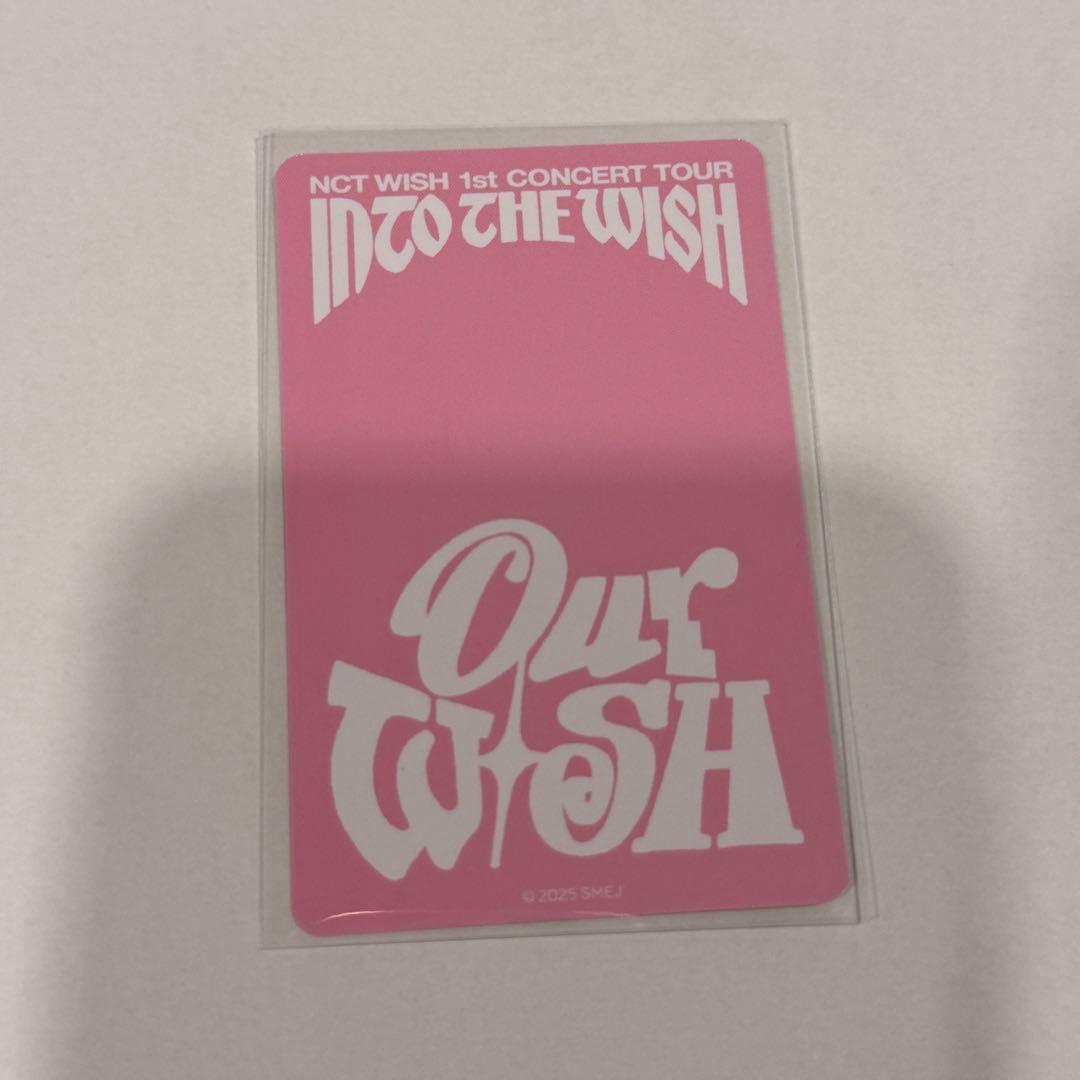 NCT WISH 1st CONCERT TOUR
INTO THE WISH
Our
WISH
© 2025 SMEJ